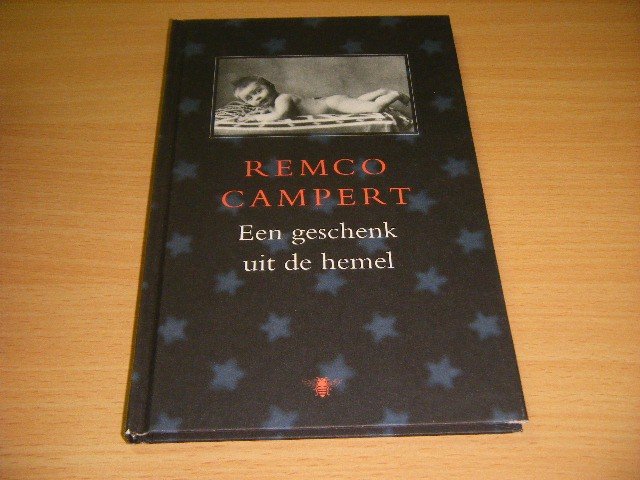 REMCO
CAMPERT
Een geschenk
uit de hemel